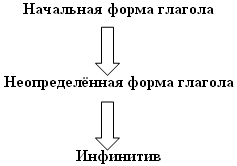 Начальная форма глагола
Неопределённая форма глагола
Инфинитив